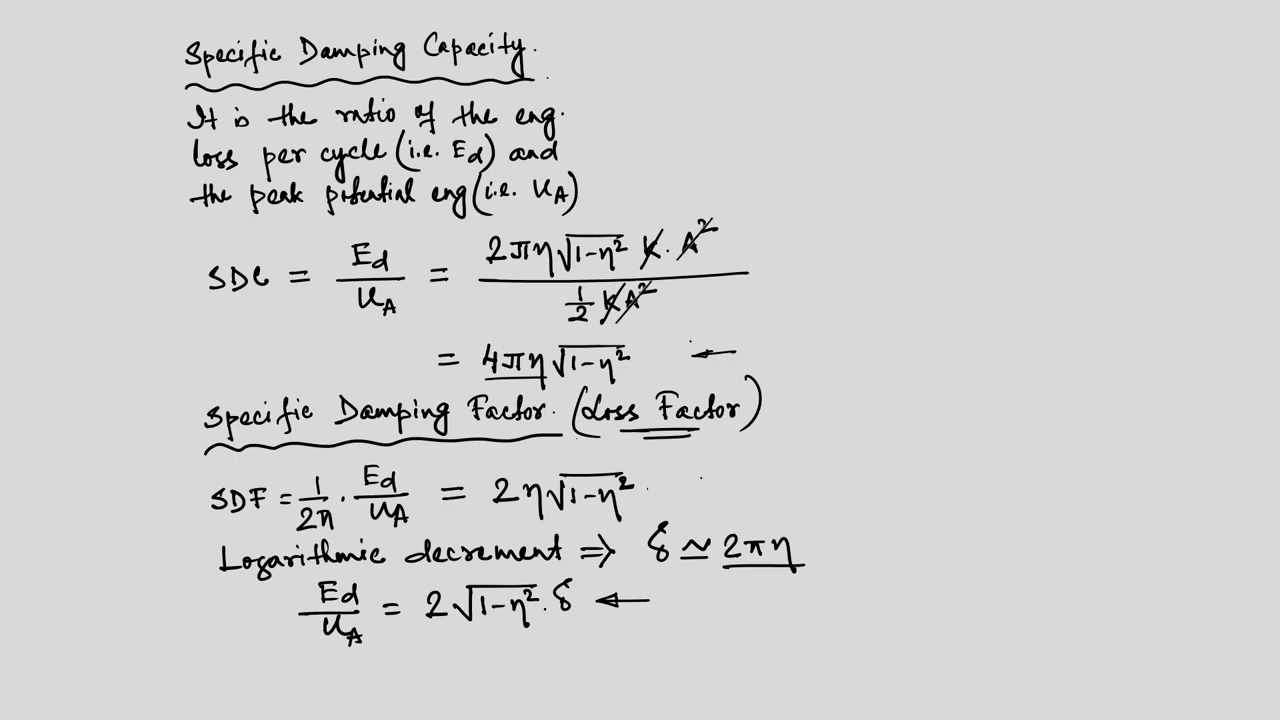 Specific Damping Capacity.
It is the ratio of the eng.
loss per cycle (i.e. Ed) and
the peak potential eng (i.e. UA)
SDC = Ed/UA = 2πη√1-η² K·A² / ½ KA²
= 4πη√1-η² ←
Specific Damping Factor. (Loss Factor)
SDF = 1/2π · Ed/UA = 2η√1-η²
Logarithmic decrement ⇒ δ ≃ 2πη
Ed/UA = 2√1-η² · δ ←